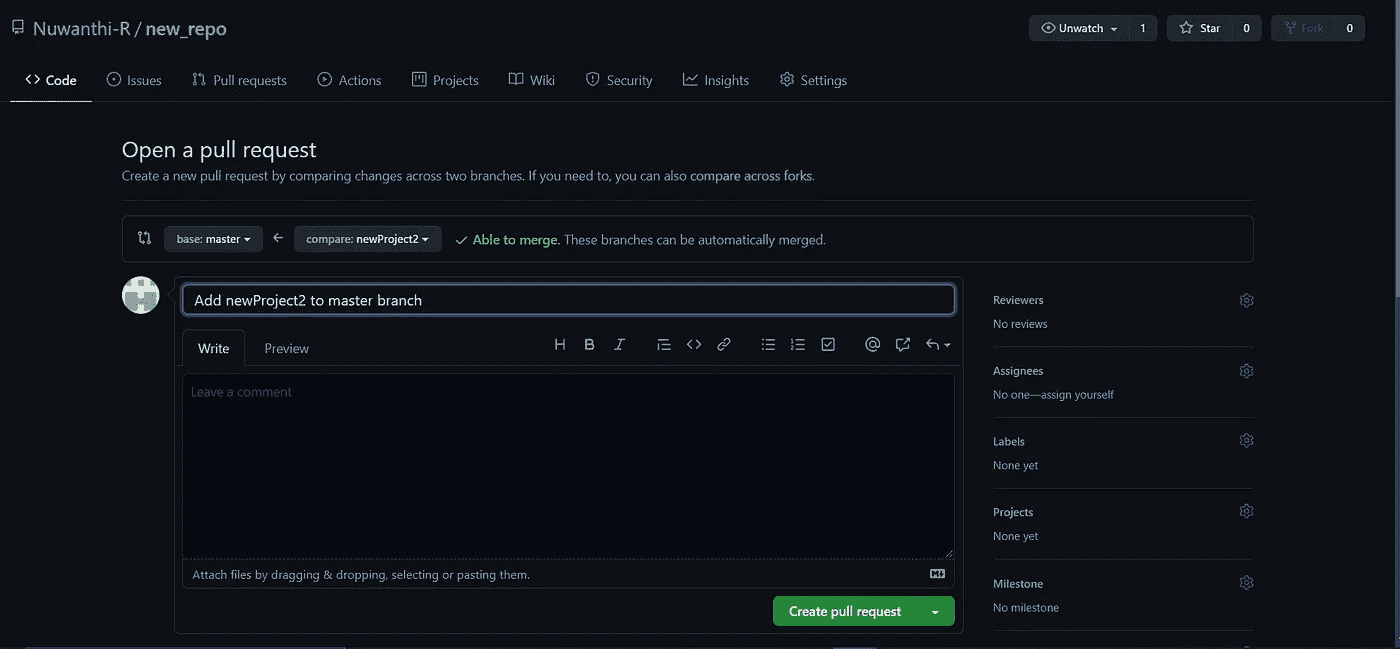 Nuwanthi-R / new_repo
Unwatch 1 Star 0 Fork 0
Code Issues Pull requests Actions Projects Wiki Security Insights Settings
Open a pull request
Create a new pull request by comparing changes across two branches. If you need to, you can also compare across forks.
base: master compare: newProject2 Able to merge. These branches can be automatically merged.
Add newProject2 to master branch
Write Preview
Leave a comment
Attach files by dragging & dropping, selecting or pasting them.
Create pull request
Reviewers
No reviews
Assignees
No one—assign yourself
Labels
None yet
Projects
None yet
Milestone
No milestone